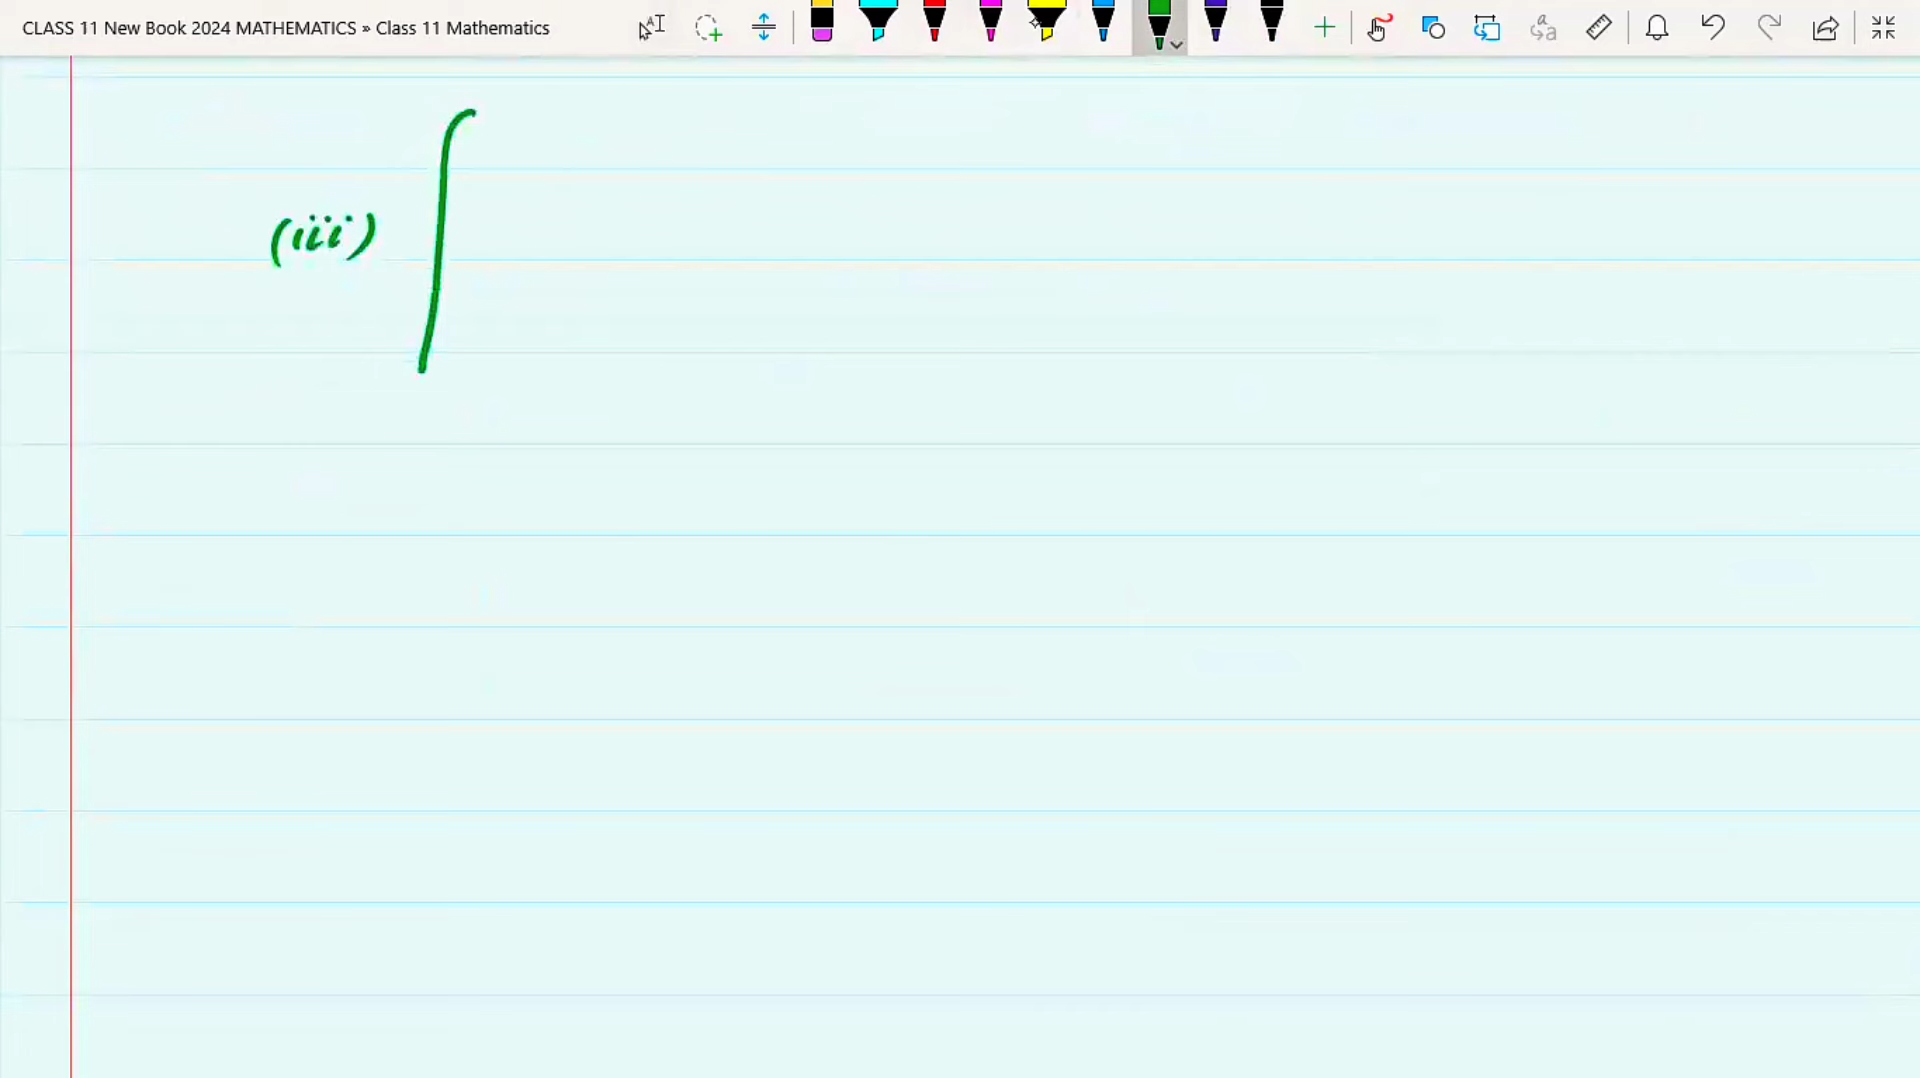 CLASS 11 New Book 2024 MATHEMATICS » Class 11 Mathematics
(iii) ∫